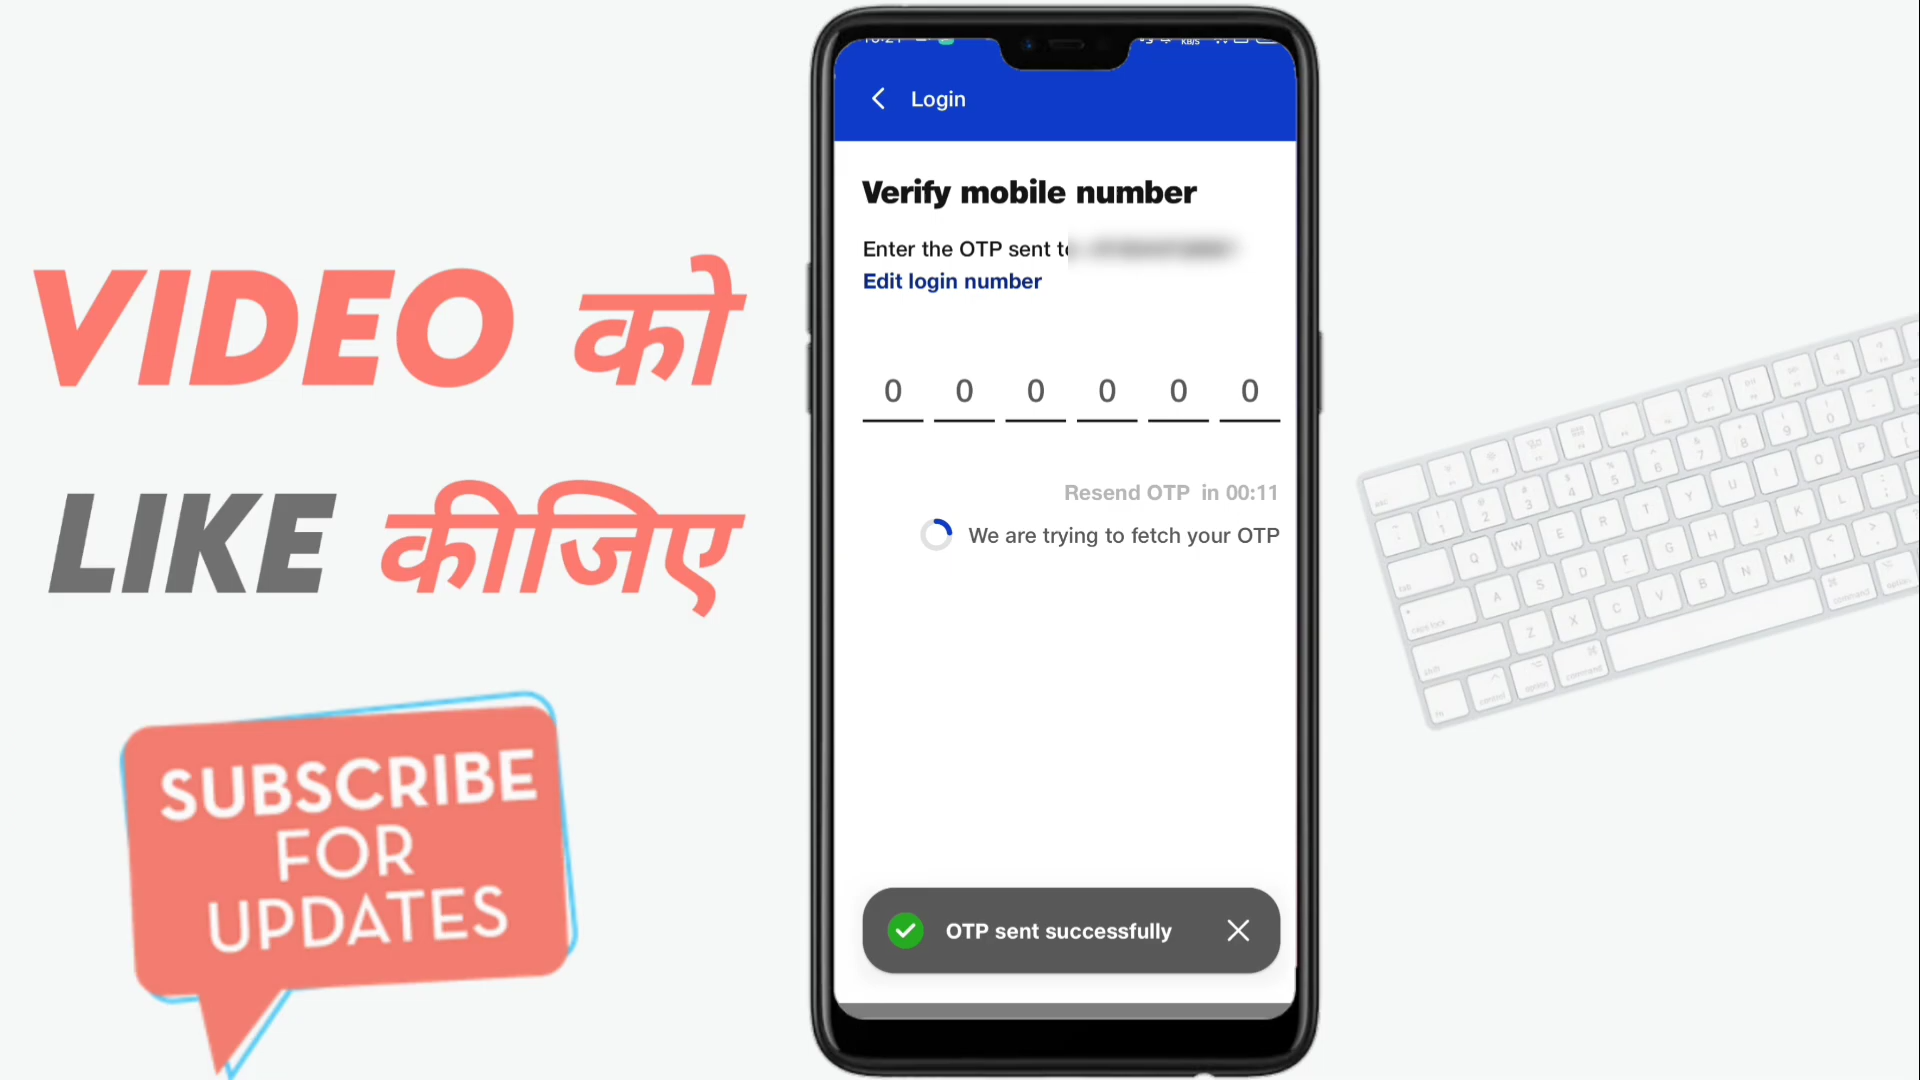 VIDEO को
LIKE कीजिए
SUBSCRIBE
FOR
UPDATES
Login
Verify mobile number
Enter the OTP sent to
Edit login number
0 0 0 0 0 0
Resend OTP in 00:11
We are trying to fetch your OTP
OTP sent successfully